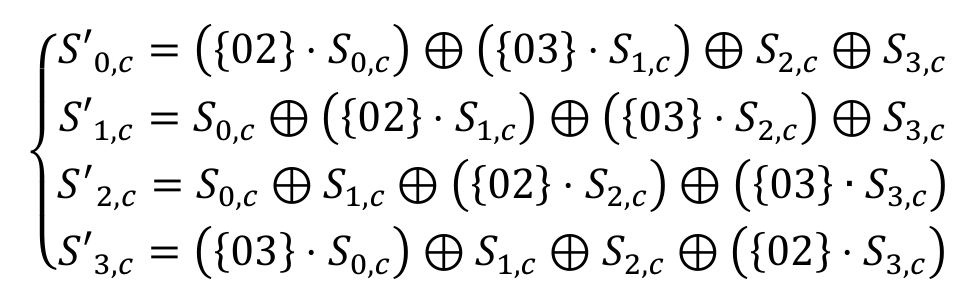 S′₀,c = ({02} · S₀,c) ⊕ ({03} · S₁,c) ⊕ S₂,c ⊕ S₃,c
S′₁,c = S₀,c ⊕ ({02} · S₁,c) ⊕ ({03} · S₂,c) ⊕ S₃,c
S′₂,c = S₀,c ⊕ S₁,c ⊕ ({02} · S₂,c) ⊕ ({03} · S₃,c)
S′₃,c = ({03} · S₀,c) ⊕ S₁,c ⊕ S₂,c ⊕ ({02} · S₃,c)